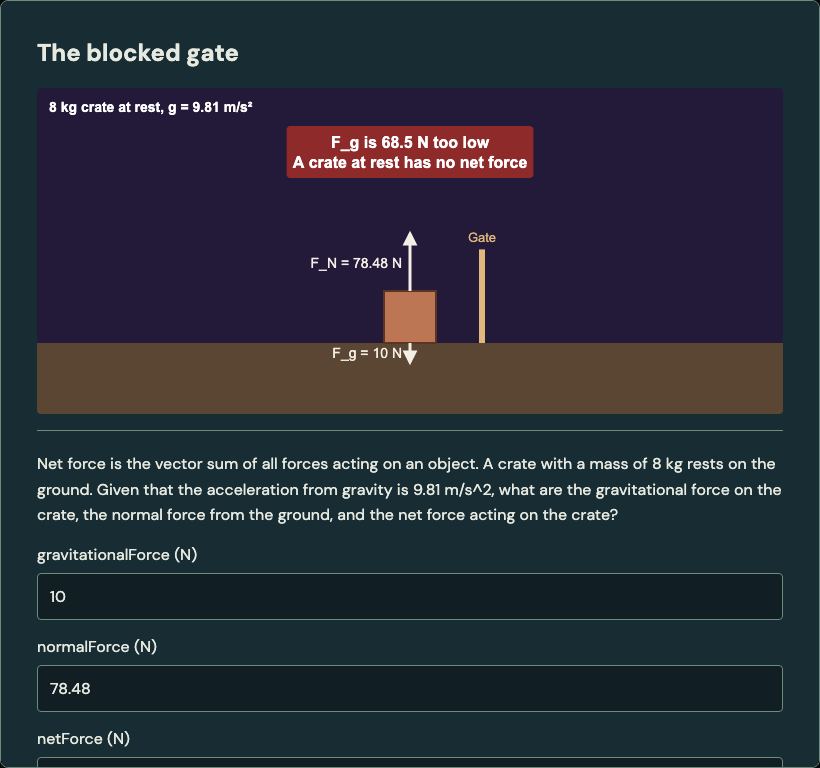 The blocked gate
8 kg crate at rest, g = 9.81 m/s²
F_g is 68.5 N too low
A crate at rest has no net force
Gate
F_N = 78.48 N
F_g = 10 N
Net force is the vector sum of all forces acting on an object. A crate with a mass of 8 kg rests on the
ground. Given that the acceleration from gravity is 9.81 m/s^2, what are the gravitational force on the
crate, the normal force from the ground, and the net force acting on the crate?
gravitationalForce (N)
10
normalForce (N)
78.48
netForce (N)